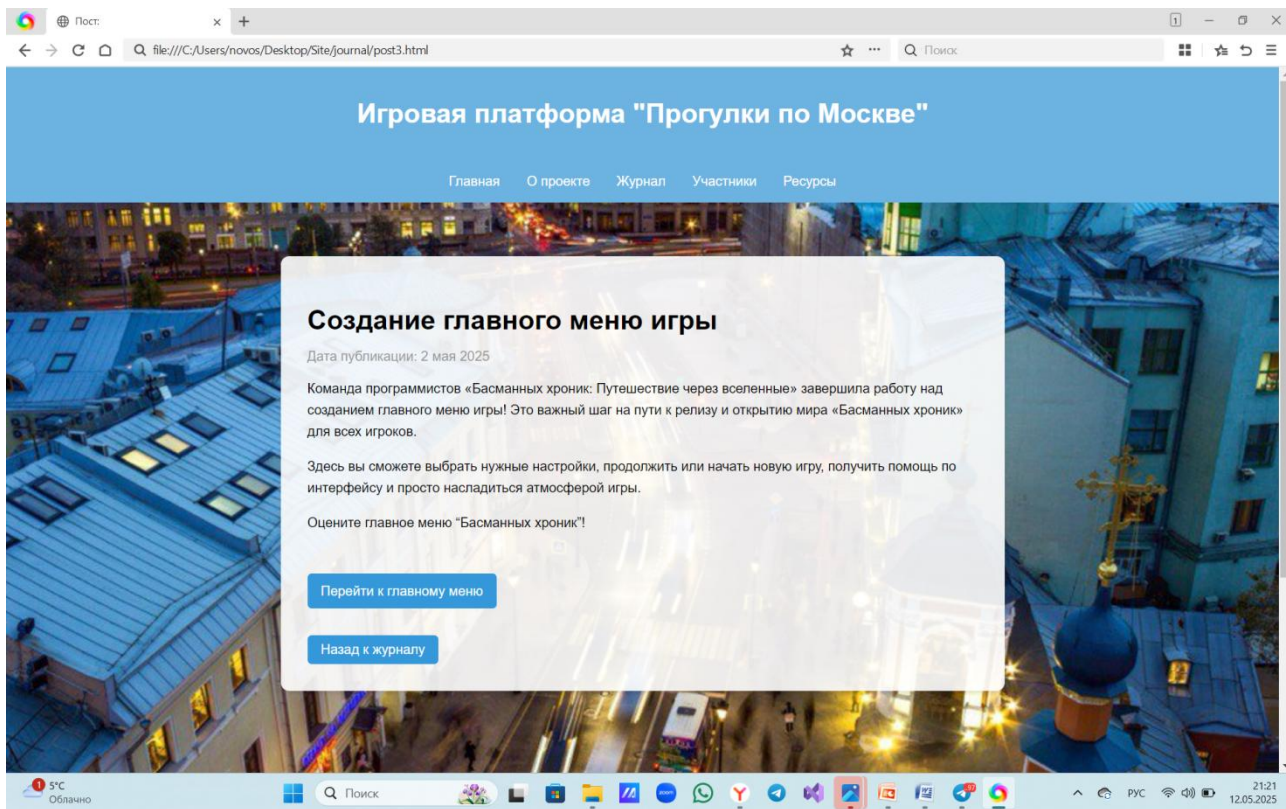 Пост:
1
file:///C:/Users/novos/Desktop/Site/journal/post3.html
Поиск
Игровая платформа "Прогулки по Москве"
Главная О проекте Журнал Участники Ресурсы
Создание главного меню игры
Дата публикации: 2 мая 2025
Команда программистов «Басманных хроник: Путешествие через вселенные» завершила работу над
созданием главного меню игры! Это важный шаг на пути к релизу и открытию мира «Басманных хроник»
для всех игроков.
Здесь вы сможете выбрать нужные настройки, продолжить или начать новую игру, получить помощь по
интерфейсу и просто насладиться атмосферой игры.
Оцените главное меню “Басманных хроник”!
Перейти к главному меню
Назад к журналу
1
5°C
Облачно
Поиск
РУС
21:21
12.05.2025